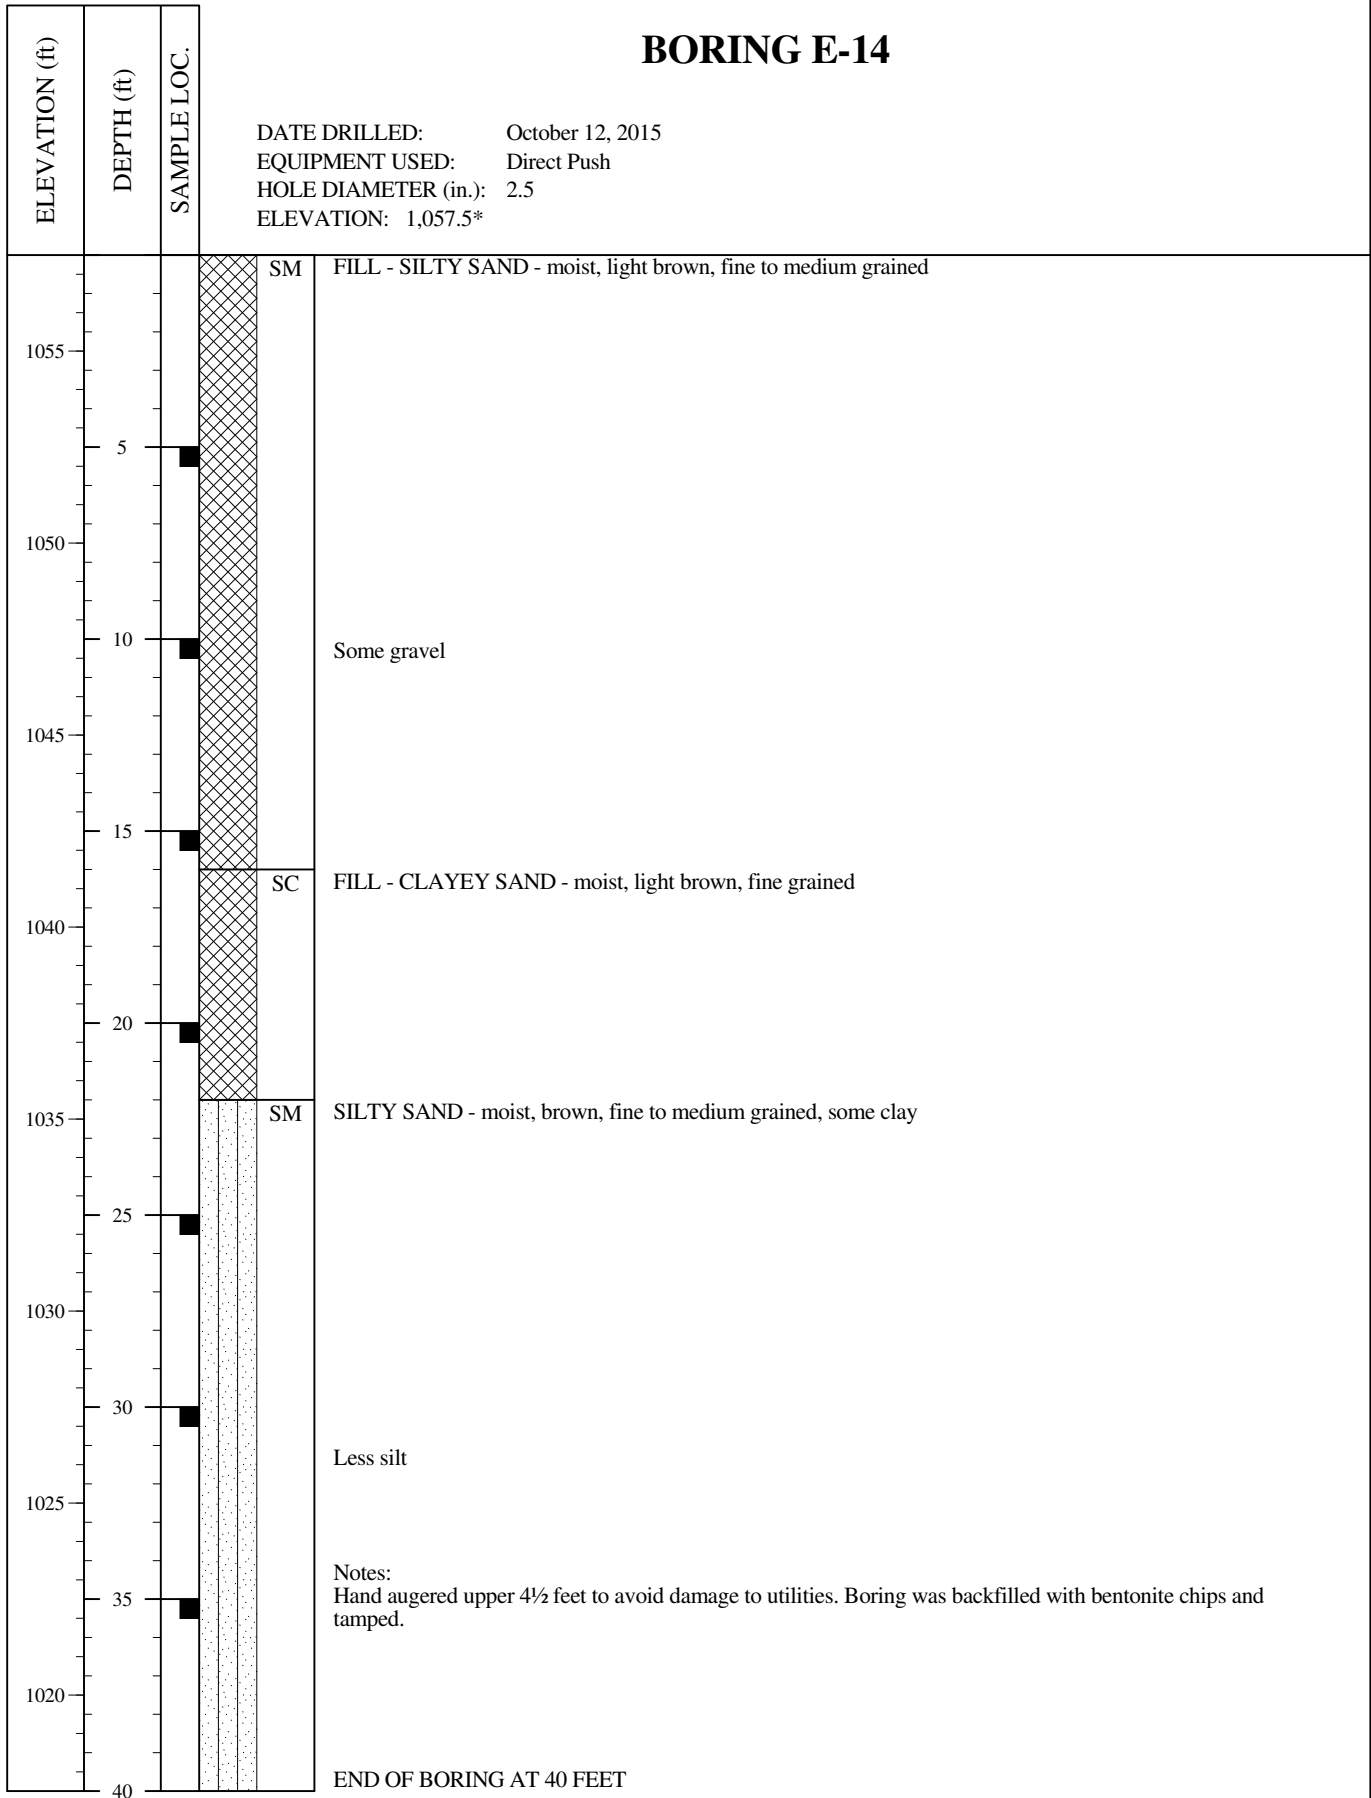 BORING E-14
ELEVATION (ft)
DEPTH (ft)
SAMPLE LOC.
DATE DRILLED: October 12, 2015
EQUIPMENT USED: Direct Push
HOLE DIAMETER (in.): 2.5
ELEVATION: 1,057.5*
SM FILL - SILTY SAND - moist, light brown, fine to medium grained
1055
5
1050
10
Some gravel
1045
15
SC FILL - CLAYEY SAND - moist, light brown, fine grained
1040
20
SM SILTY SAND - moist, brown, fine to medium grained, some clay
1035
25
1030
30
Less silt
1025
Notes:
35 Hand augered upper 4½ feet to avoid damage to utilities. Boring was backfilled with bentonite chips and
tamped.
1020
END OF BORING AT 40 FEET
40